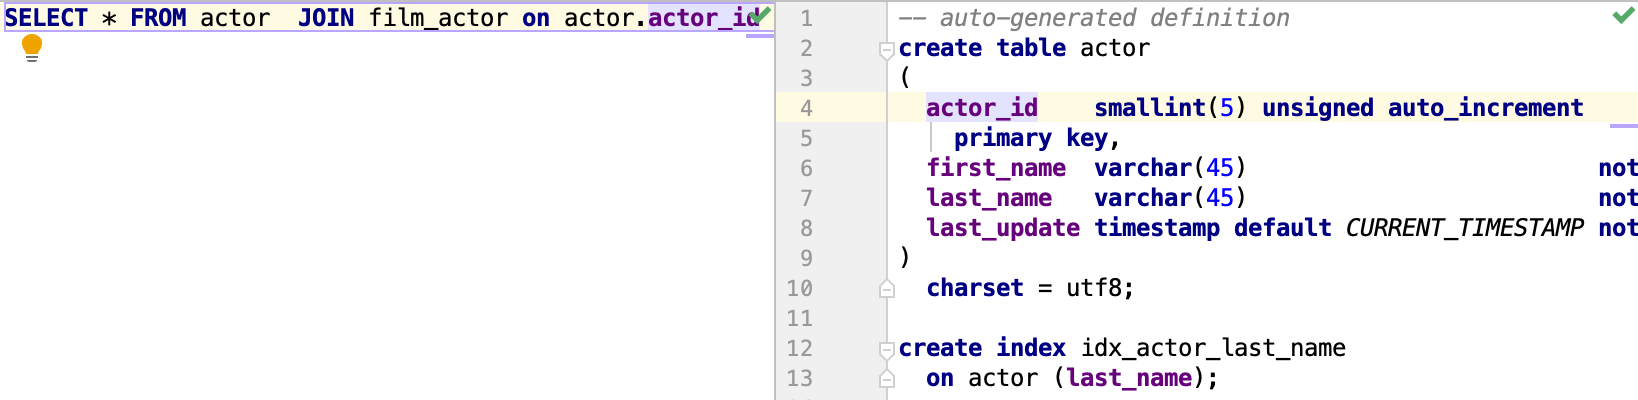 SELECT * FROM actor  JOIN film_actor on actor.actor_id
1 -- auto-generated definition
2 create table actor
3 (
4   actor_id    smallint(5) unsigned auto_increment
5     primary key,
6   first_name  varchar(45)                         not
7   last_name   varchar(45)                         not
8   last_update timestamp default CURRENT_TIMESTAMP not
9 )
10   charset = utf8;
11
12 create index idx_actor_last_name
13   on actor (last_name);